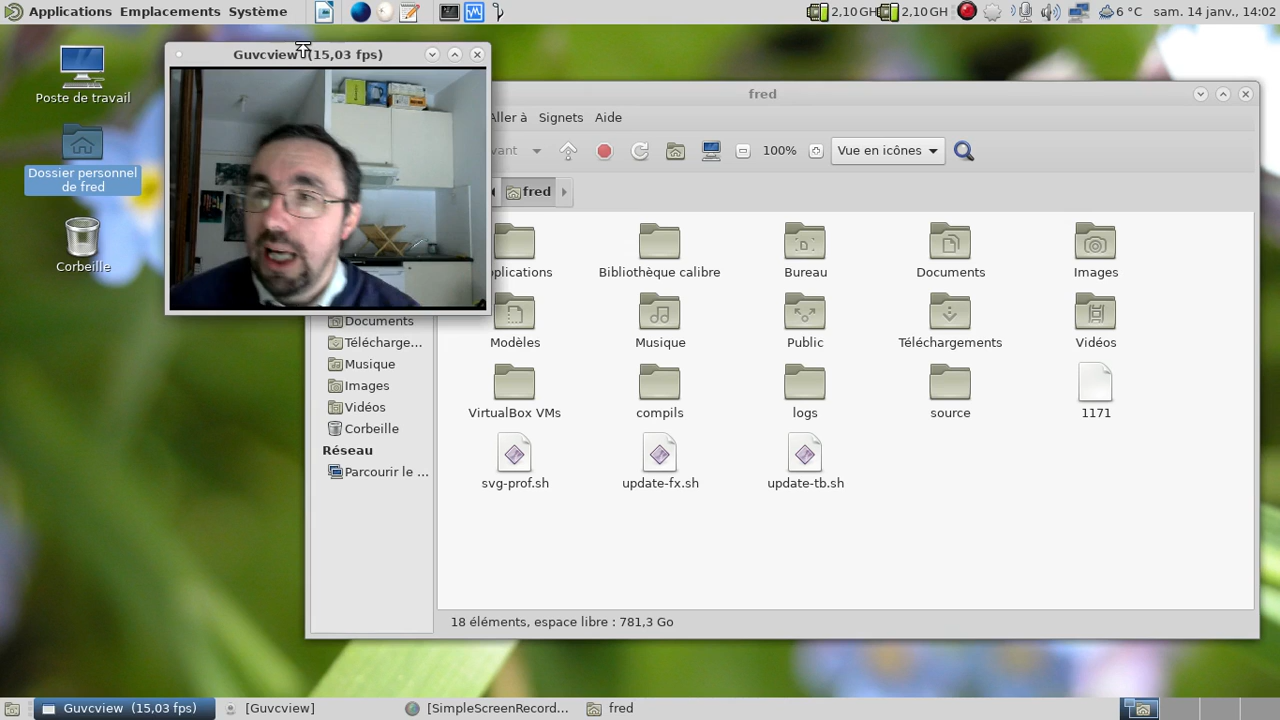 Applications Emplacements Système
2,10 GH 2,10 GH 6 °C sam. 14 janv., 14:02
Poste de travail
Dossier personnel
de fred
Corbeille
Guvcview (15,03 fps)
fred
Aller à Signets Aide
100% Vue en icônes
fred
Documents
Télécharge...
Musique
Images
Vidéos
Corbeille
Réseau
Parcourir le ...
Bibliothèque calibre Bureau Documents Images
Modèles Musique Public Téléchargements Vidéos
VirtualBox VMs compils logs source 1171
svg-prof.sh update-fx.sh update-tb.sh
18 éléments, espace libre : 781,3 Go
Guvcview (15,03 fps) [Guvcview] [SimpleScreenRecord... fred